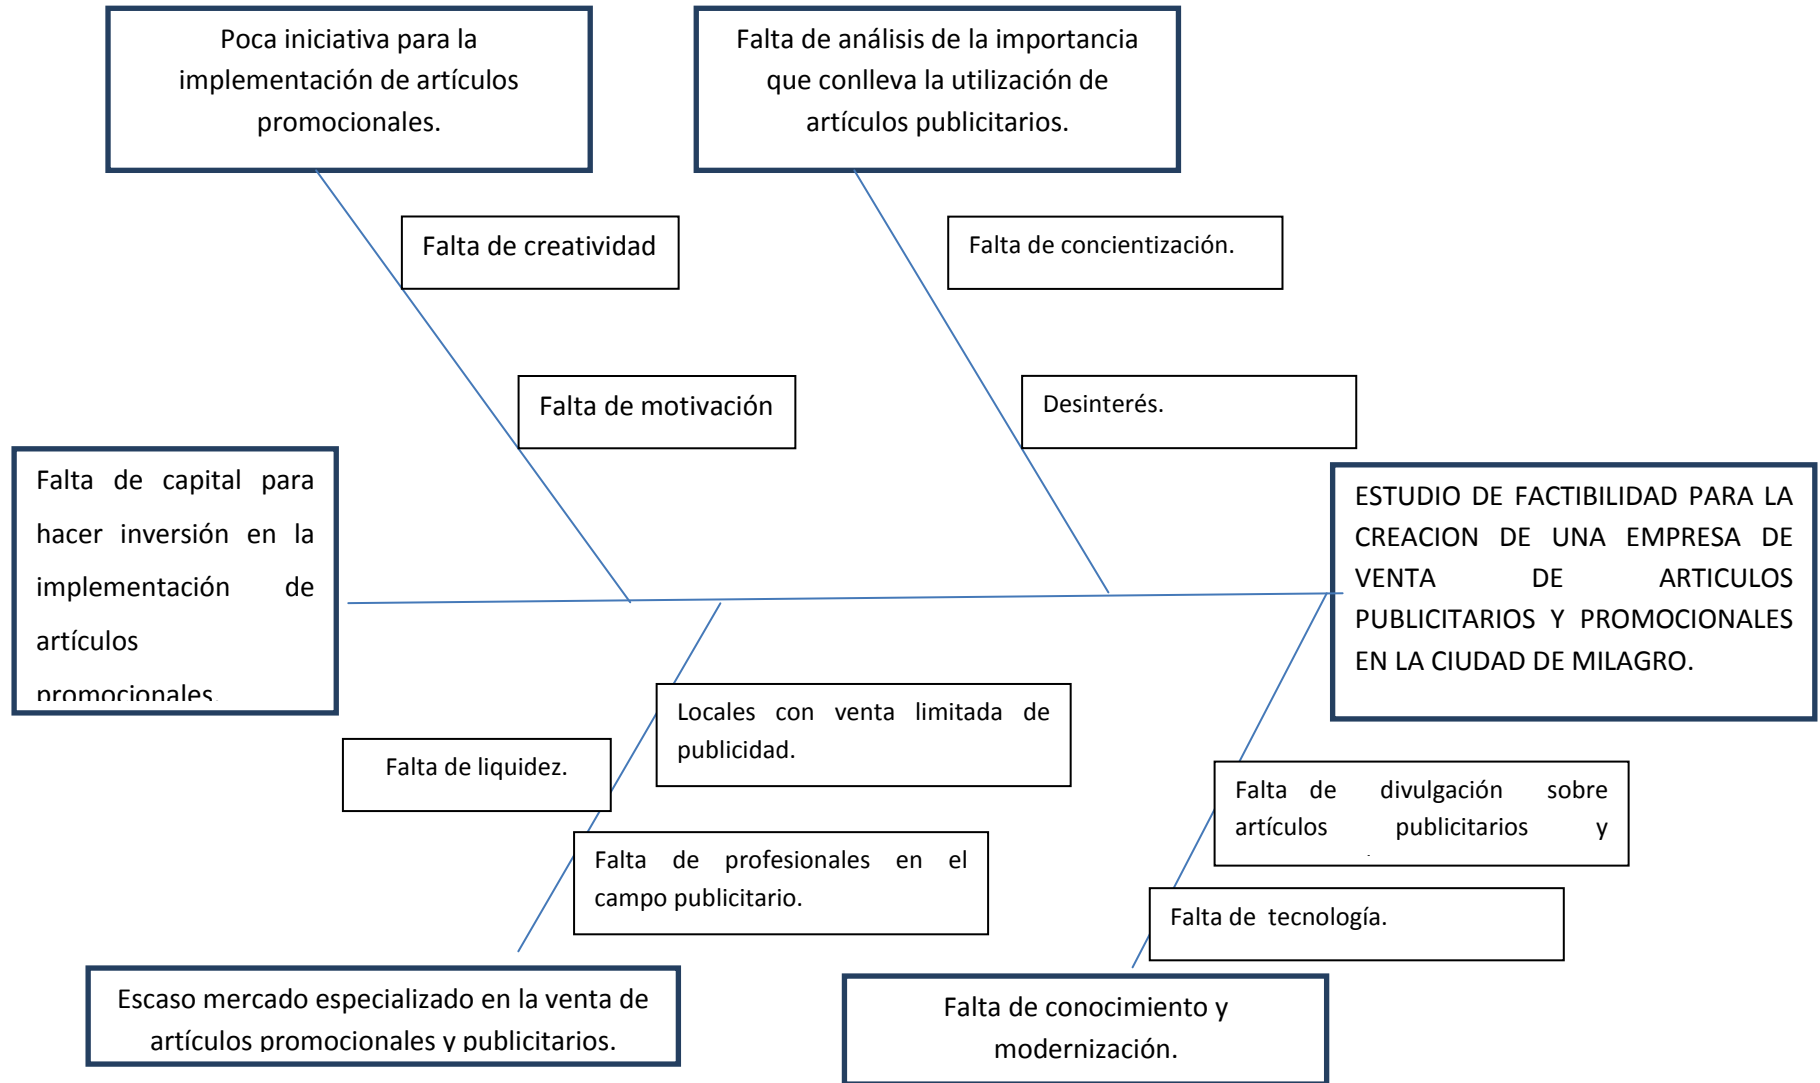 Poca iniciativa para la
implementación de artículos
promocionales.
Falta de análisis de la importancia
que conlleva la utilización de
artículos publicitarios.
Falta de creatividad
Falta de concientización.
Falta de motivación
Desinterés.
Falta de capital para
hacer inversión en la
implementación de
artículos
promocionales.
ESTUDIO DE FACTIBILIDAD PARA LA
CREACION DE UNA EMPRESA DE
VENTA DE ARTICULOS
PUBLICITARIOS Y PROMOCIONALES
EN LA CIUDAD DE MILAGRO.
Locales con venta limitada de
publicidad.
Falta de liquidez.
Falta de divulgación sobre
artículos publicitarios y
Falta de profesionales en el
campo publicitario.
Falta de tecnología.
Escaso mercado especializado en la venta de
artículos promocionales y publicitarios.
Falta de conocimiento y
modernización.